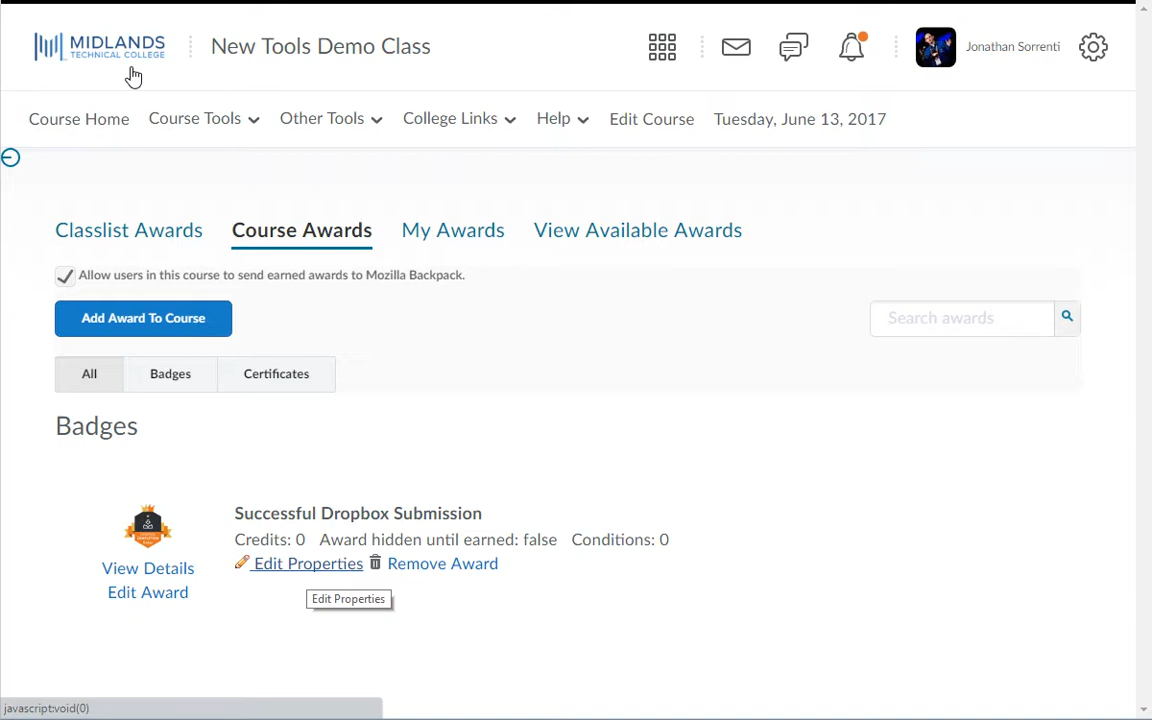 MIDLANDS
TECHNICAL COLLEGE
New Tools Demo Class
Jonathan Sorrenti
Course Home Course Tools Other Tools College Links Help Edit Course Tuesday, June 13, 2017
Classlist Awards Course Awards My Awards View Available Awards
Allow users in this course to send earned awards to Mozilla Backpack.
Add Award To Course Search awards
All Badges Certificates
Badges
Successful Dropbox Submission
Credits: 0 Award hidden until earned: false Conditions: 0
Edit Properties Remove Award
View Details
Edit Award
Edit Properties
javascript:void(0)